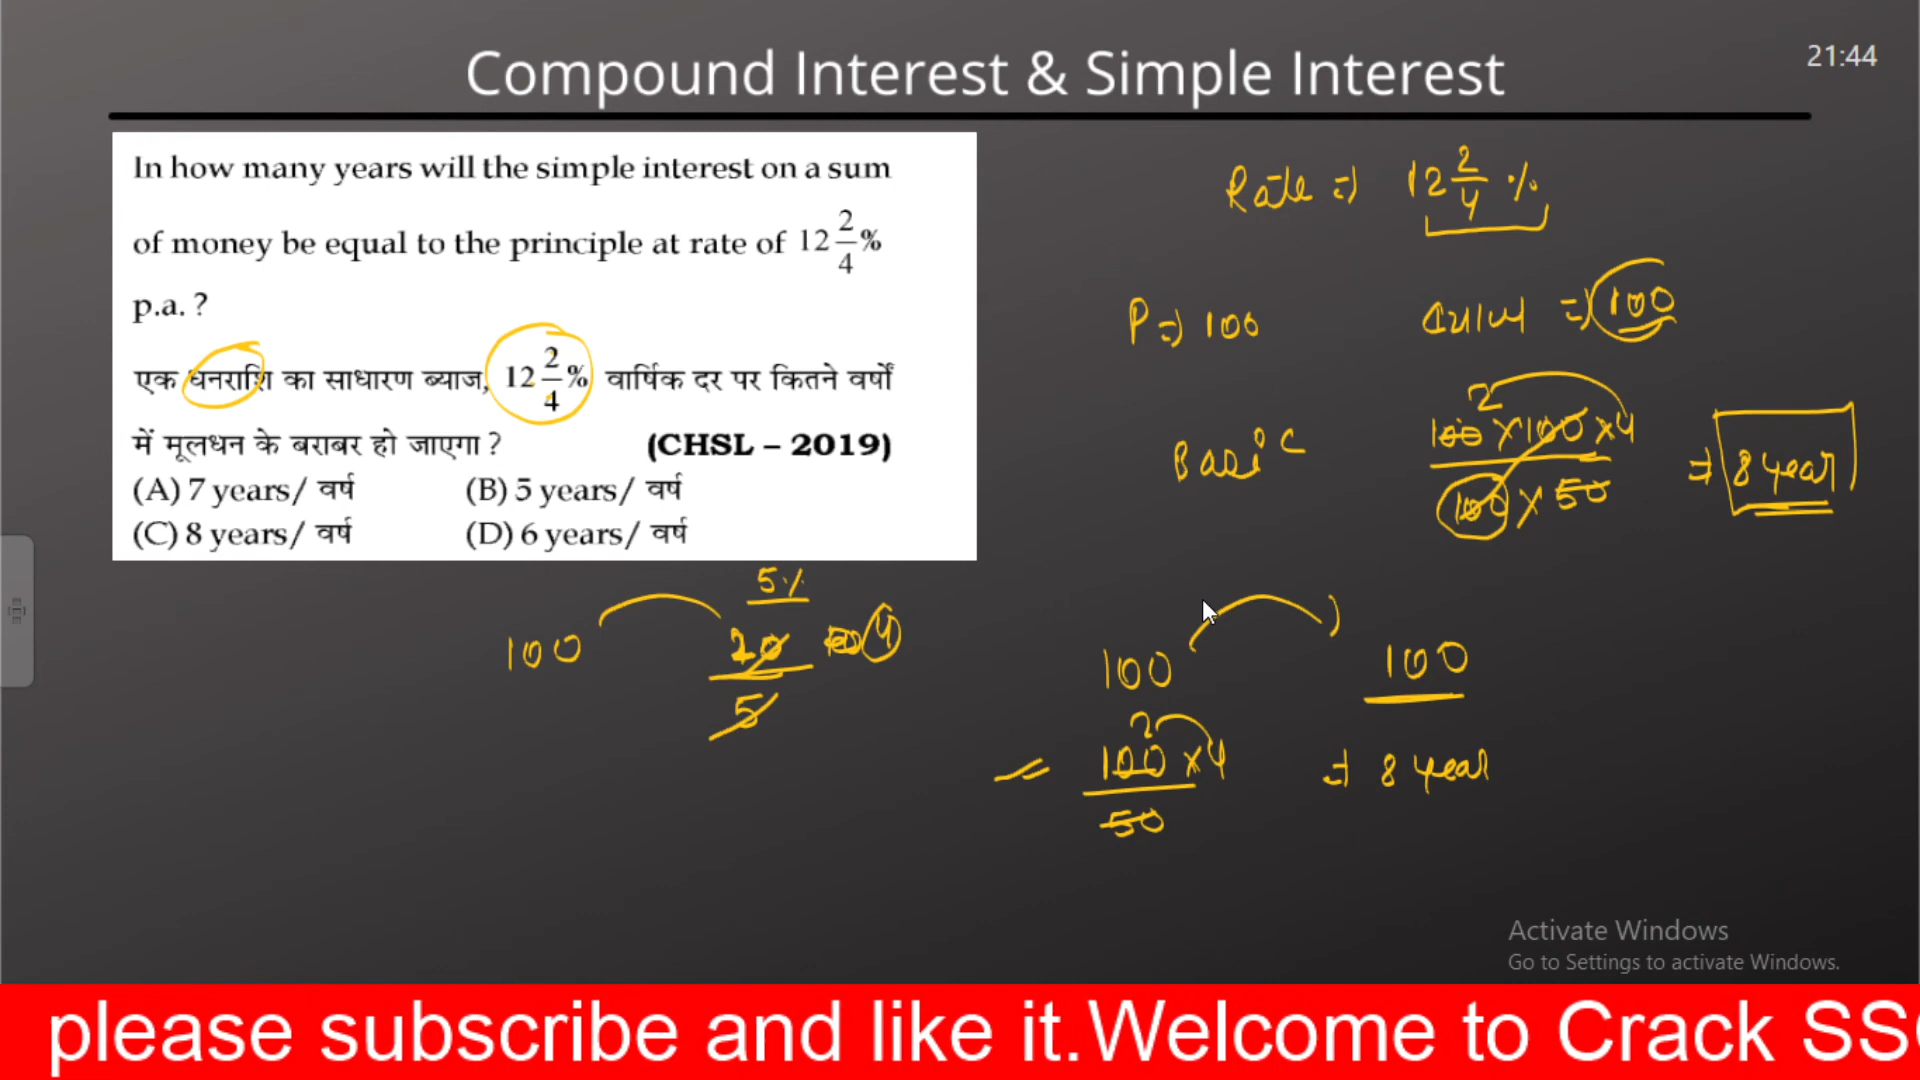 Compound Interest & Simple Interest
21:44
In how many years will the simple interest on a sum
of money be equal to the principle at rate of 12 2/4 %
p.a. ?
एक धनराशि का साधारण ब्याज, 12 2/4 % वार्षिक दर पर कितने वर्षों
में मूलधन के बराबर हो जाएगा ? (CHSL – 2019)
(A) 7 years/ वर्ष (B) 5 years/ वर्ष
(C) 8 years/ वर्ष (D) 6 years/ वर्ष
Rate ⇒ 12 2/4 %
P ⇒ 100 ब्याज ⇒ 100
Basic 2
100 × 100 × 4
100 × 50
⇒ 8 year
5%
100 20 4
5
100 100
2
= 100 × 4 ⇒ 8 year
50
Activate Windows
Go to Settings to activate Windows.
please subscribe and like it.Welcome to Crack SS